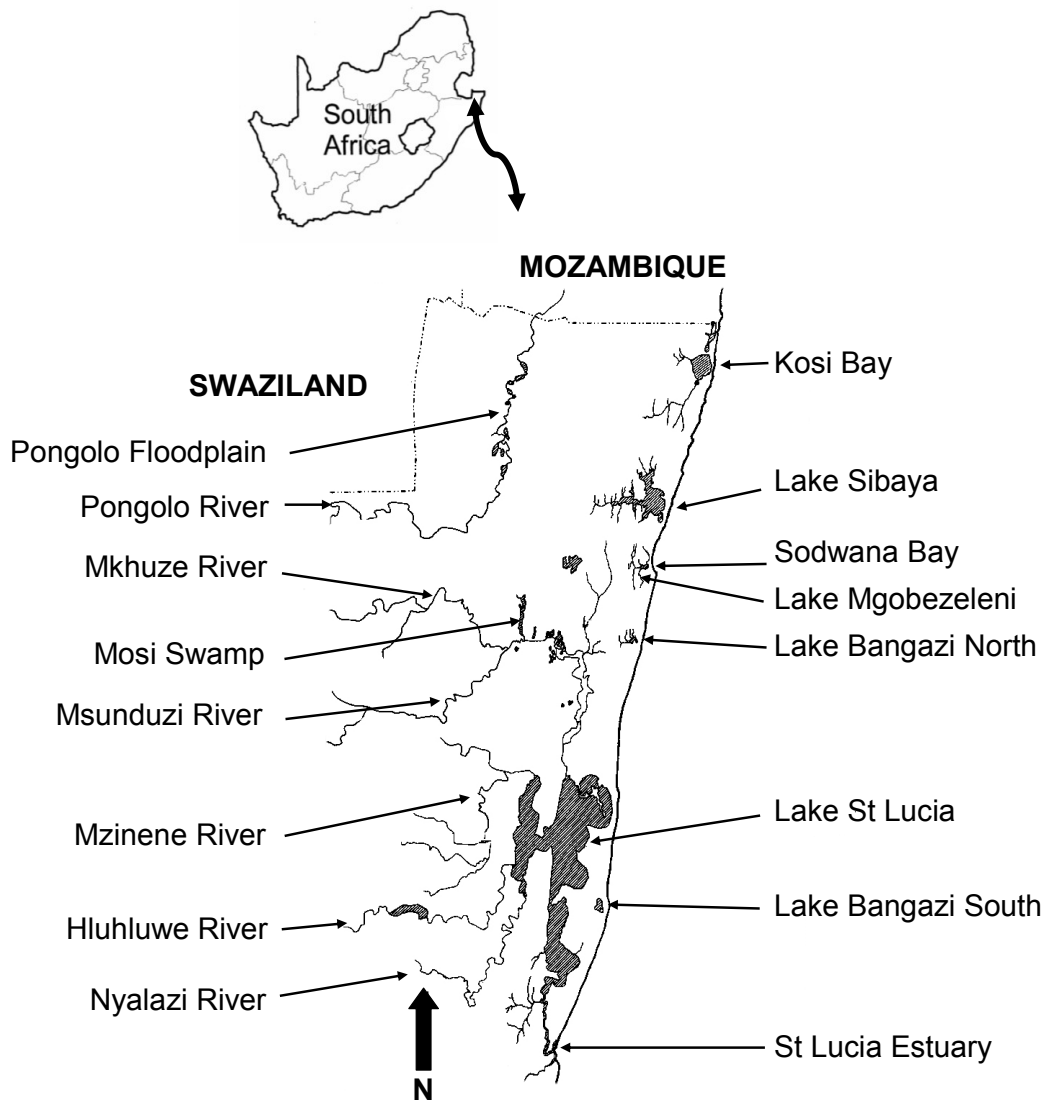 South
Africa
MOZAMBIQUE
Kosi Bay
SWAZILAND
Pongolo Floodplain
Lake Sibaya
Pongolo River
Sodwana Bay
Mkhuze River
Lake Mgobezeleni
Mosi Swamp
Lake Bangazi North
Msunduzi River
Lake St Lucia
Mzinene River
Lake Bangazi South
Hluhluwe River
Nyalazi River
St Lucia Estuary
N